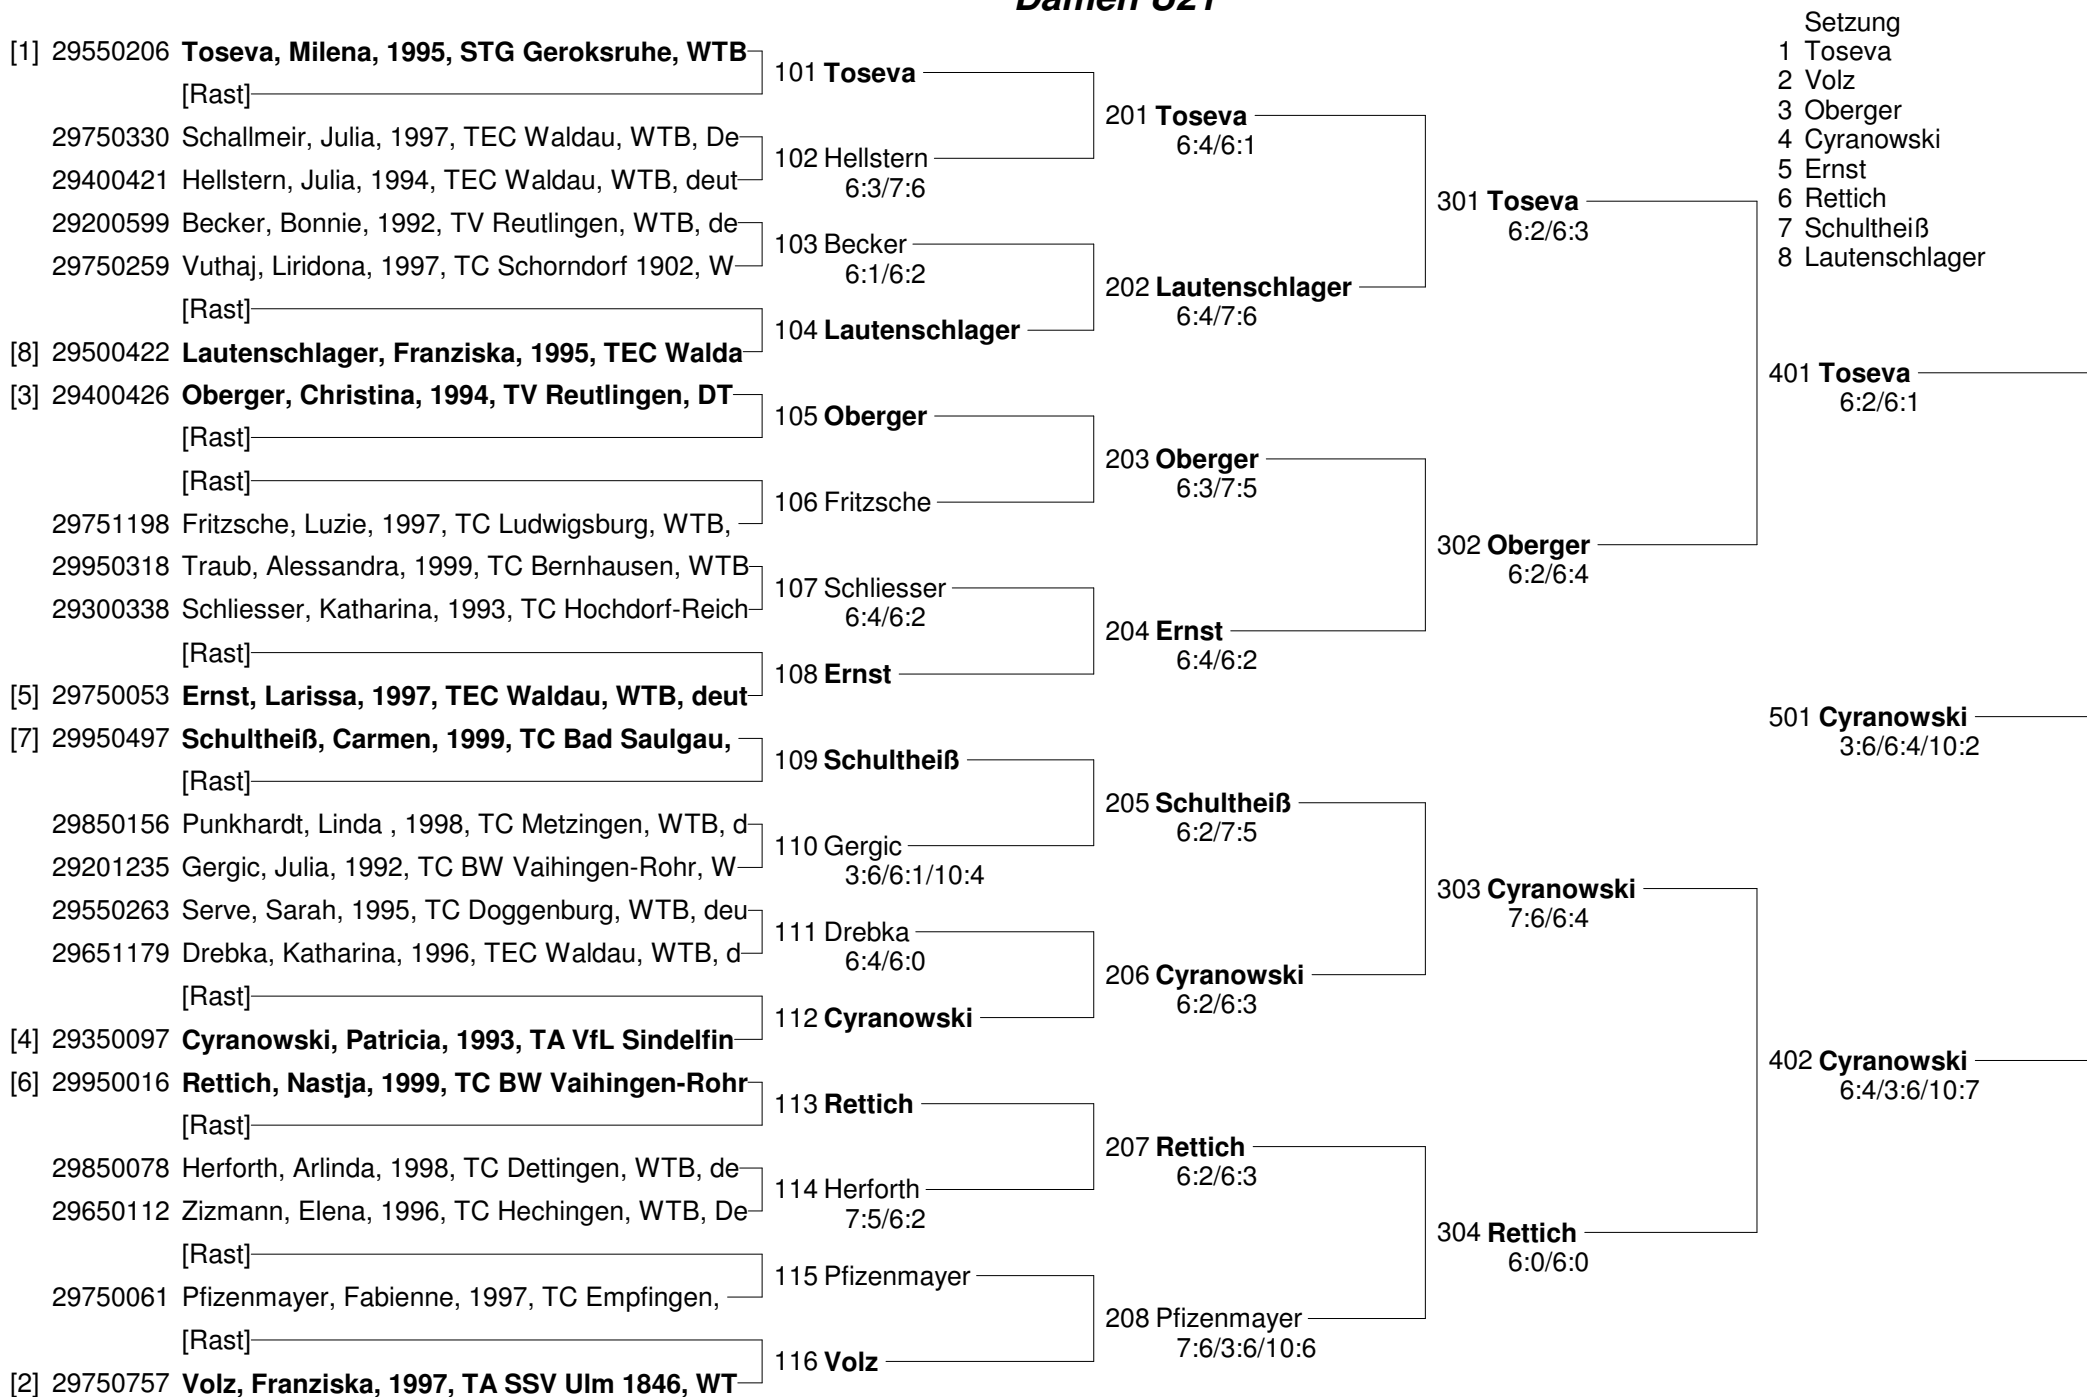 Damen U21
Setzung
1 Toseva
2 Volz
3 Oberger
4 Cyranowski
5 Ernst
6 Rettich
7 Schultheiß
8 Lautenschlager
[1] 29550206 Toseva, Milena, 1995, STG Geroksruhe, WTB
[Rast]
29750330 Schallmeir, Julia, 1997, TEC Waldau, WTB, De
29400421 Hellstern, Julia, 1994, TEC Waldau, WTB, deut
29200599 Becker, Bonnie, 1992, TV Reutlingen, WTB, de
29750259 Vuthaj, Liridona, 1997, TC Schorndorf 1902, W
[Rast]
[8] 29500422 Lautenschlager, Franziska, 1995, TEC Walda
[3] 29400426 Oberger, Christina, 1994, TV Reutlingen, DT
[Rast]
[Rast]
29751198 Fritzsche, Luzie, 1997, TC Ludwigsburg, WTB,
29950318 Traub, Alessandra, 1999, TC Bernhausen, WTB
29300338 Schliesser, Katharina, 1993, TC Hochdorf-Reich
[Rast]
[5] 29750053 Ernst, Larissa, 1997, TEC Waldau, WTB, deut
[7] 29950497 Schultheiß, Carmen, 1999, TC Bad Saulgau,
[Rast]
29850156 Punkhardt, Linda , 1998, TC Metzingen, WTB, d
29201235 Gergic, Julia, 1992, TC BW Vaihingen-Rohr, W
29550263 Serve, Sarah, 1995, TC Doggenburg, WTB, deu
29651179 Drebka, Katharina, 1996, TEC Waldau, WTB, d
[Rast]
[4] 29350097 Cyranowski, Patricia, 1993, TA VfL Sindelfin
[6] 29950016 Rettich, Nastja, 1999, TC BW Vaihingen-Rohr
[Rast]
29850078 Herforth, Arlinda, 1998, TC Dettingen, WTB, de
29650112 Zizmann, Elena, 1996, TC Hechingen, WTB, De
[Rast]
29750061 Pfizenmayer, Fabienne, 1997, TC Empfingen,
[Rast]
[2] 29750757 Volz, Franziska, 1997, TA SSV Ulm 1846, WT
101 Toseva
102 Hellstern
6:3/7:6
103 Becker
6:1/6:2
104 Lautenschlager
105 Oberger
106 Fritzsche
107 Schliesser
6:4/6:2
108 Ernst
109 Schultheiß
110 Gergic
3:6/6:1/10:4
111 Drebka
6:4/6:0
112 Cyranowski
113 Rettich
114 Herforth
7:5/6:2
115 Pfizenmayer
116 Volz
201 Toseva
6:4/6:1
202 Lautenschlager
6:4/7:6
203 Oberger
6:3/7:5
204 Ernst
6:4/6:2
205 Schultheiß
6:2/7:5
206 Cyranowski
6:2/6:3
207 Rettich
6:2/6:3
208 Pfizenmayer
7:6/3:6/10:6
301 Toseva
6:2/6:3
302 Oberger
6:2/6:4
303 Cyranowski
7:6/6:4
304 Rettich
6:0/6:0
401 Toseva
6:2/6:1
501 Cyranowski
3:6/6:4/10:2
402 Cyranowski
6:4/3:6/10:7